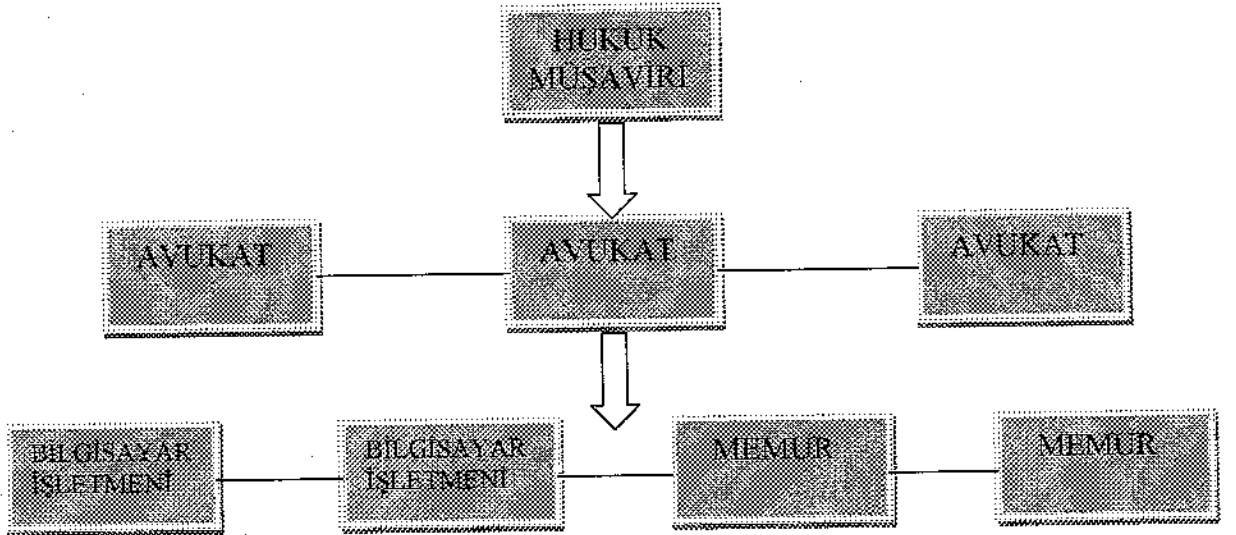 HUKUK
MÜŞAVİRİ
AVUKAT
AVUKAT
AVUKAT
BİLGİSAYAR
İŞLETMENİ
BİLGİSAYAR
İŞLETMENİ
MEMUR
MEMUR